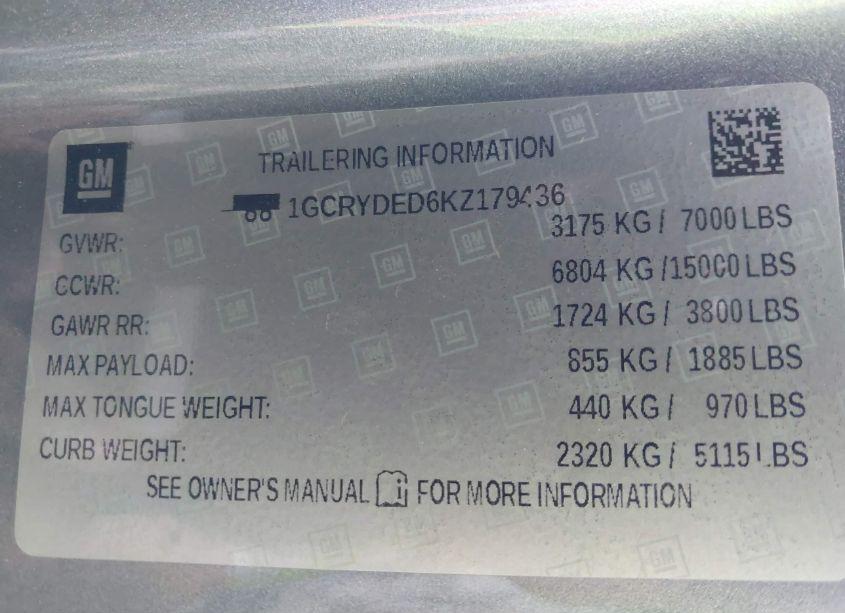 GM
TRAILERING INFORMATION
1GCRYDED6KZ179436
GVWR: 3175 KG / 7000 LBS
GCWR: 6804 KG / 15000 LBS
GAWR RR: 1724 KG / 3800 LBS
MAX PAYLOAD: 855 KG / 1885 LBS
MAX TONGUE WEIGHT: 440 KG / 970 LBS
CURB WEIGHT: 2320 KG / 5115 LBS
SEE OWNER'S MANUAL i FOR MORE INFORMATION